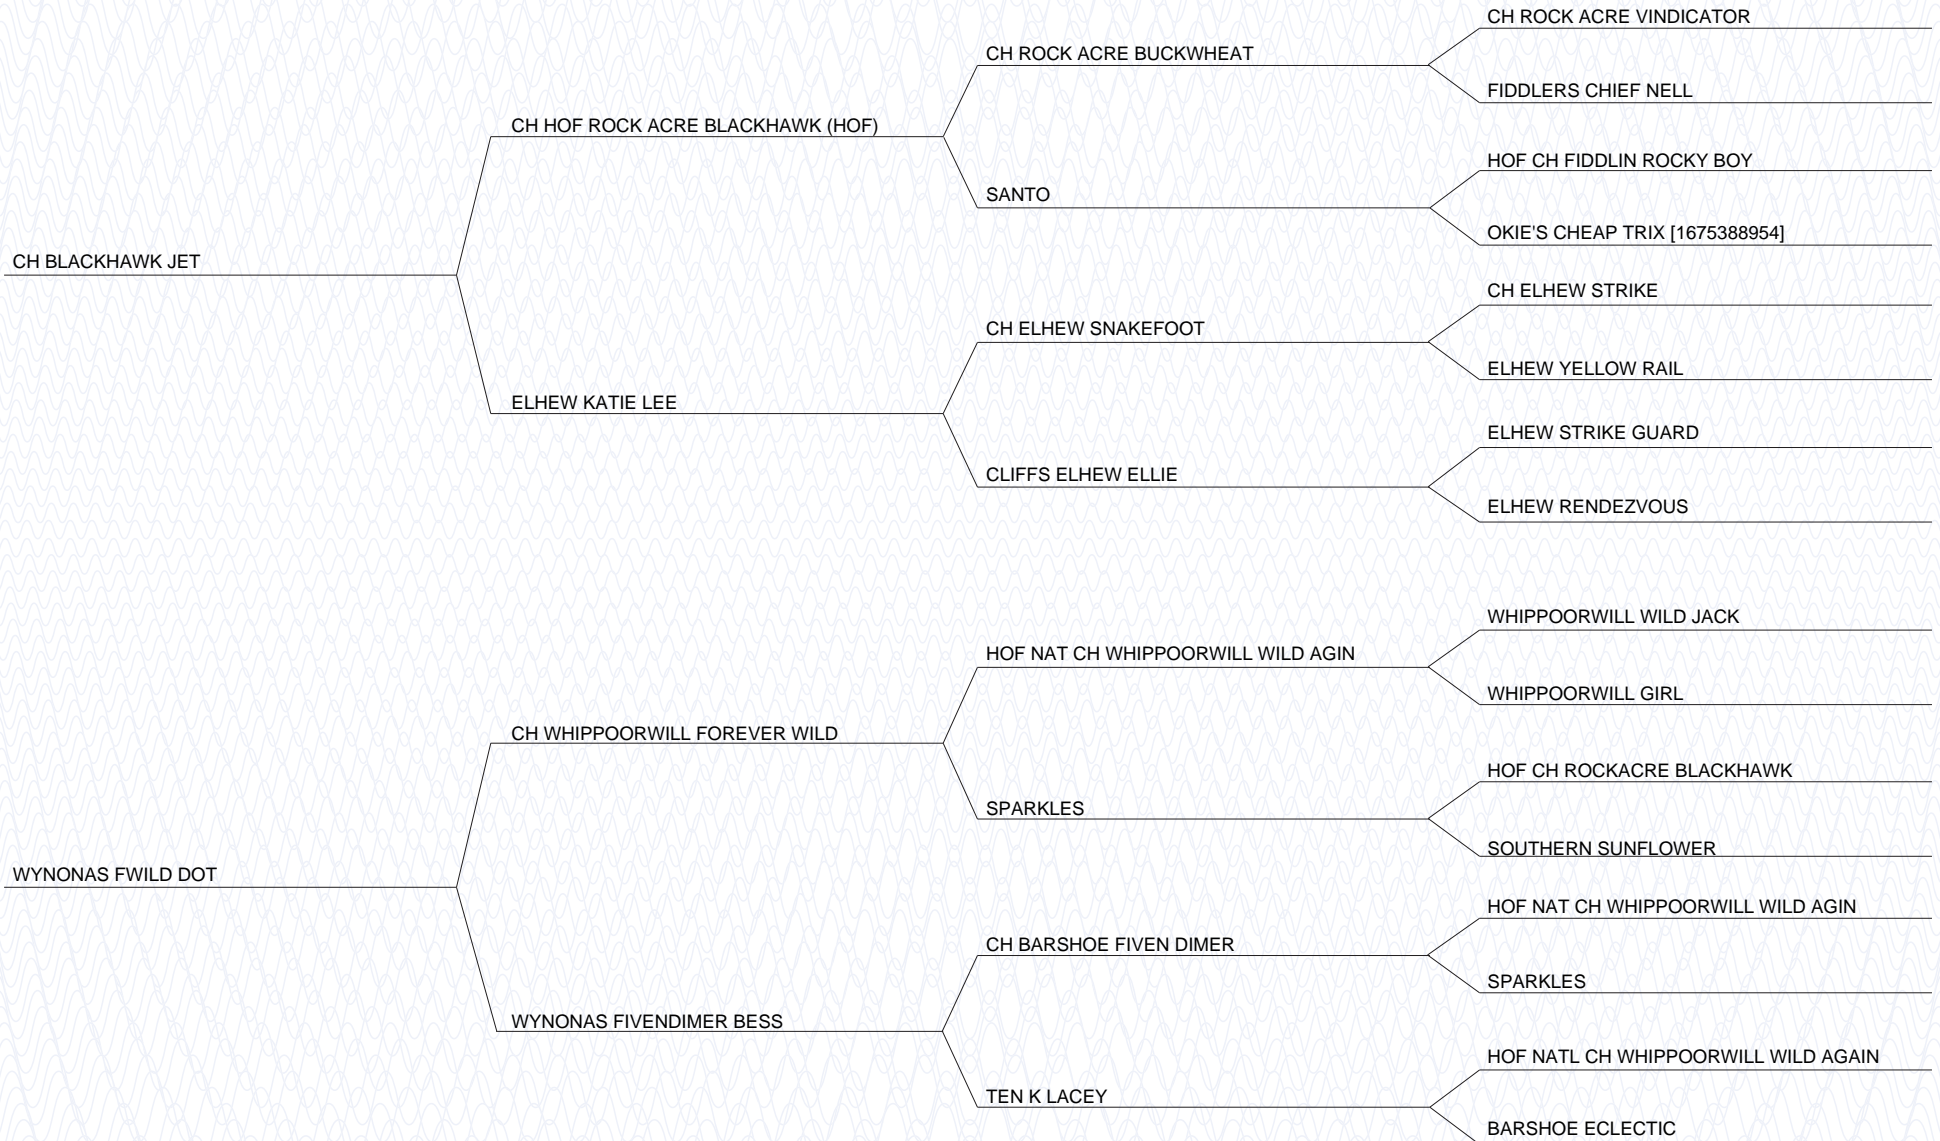 CH ROCK ACRE VINDICATOR
CH ROCK ACRE BUCKWHEAT
FIDDLERS CHIEF NELL
CH HOF ROCK ACRE BLACKHAWK (HOF)
HOF CH FIDDLIN ROCKY BOY
SANTO
OKIE'S CHEAP TRIX [1675388954]
CH BLACKHAWK JET
CH ELHEW STRIKE
CH ELHEW SNAKEFOOT
ELHEW YELLOW RAIL
ELHEW KATIE LEE
ELHEW STRIKE GUARD
CLIFFS ELHEW ELLIE
ELHEW RENDEZVOUS
WHIPPOORWILL WILD JACK
HOF NAT CH WHIPPOORWILL WILD AGIN
WHIPPOORWILL GIRL
CH WHIPPOORWILL FOREVER WILD
HOF CH ROCKACRE BLACKHAWK
SPARKLES
SOUTHERN SUNFLOWER
WYNONAS FWILD DOT
HOF NAT CH WHIPPOORWILL WILD AGIN
CH BARSHOE FIVEN DIMER
SPARKLES
WYNONAS FIVENDIMER BESS
HOF NATL CH WHIPPOORWILL WILD AGAIN
TEN K LACEY
BARSHOE ECLECTIC